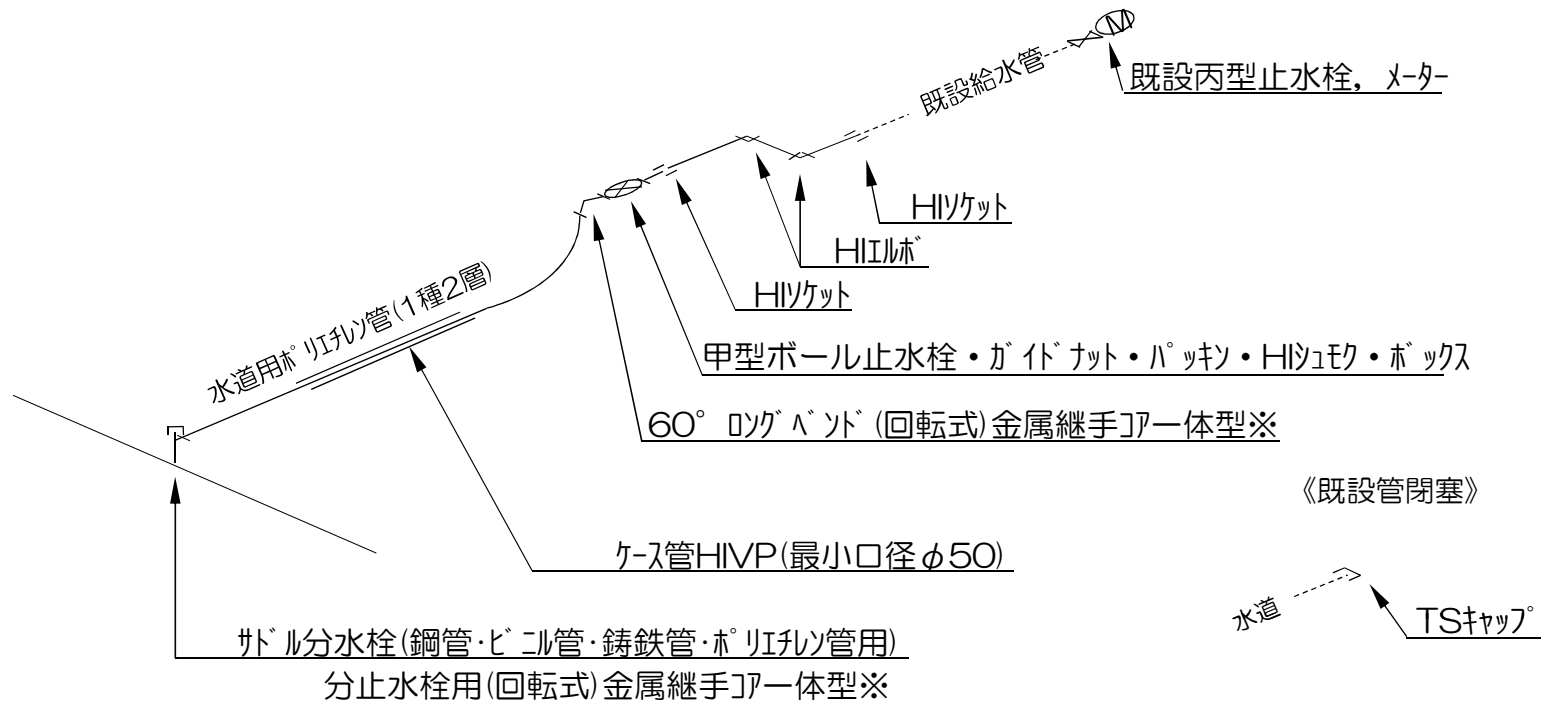 既設給水管
既設丙型止水栓，ﾒｰﾀｰ
M
HIｿｹｯﾄ
HIｴﾙﾎﾞ
HIｿｹｯﾄ
水道用ﾎﾟﾘｴﾁﾚﾝ管(1種2層)
甲型ボール止水栓・ｶﾞｲﾄﾞﾅｯﾄ・ﾊﾟｯｷﾝ・HIｼｭﾓｸ・ﾎﾞｯｸｽ
60°ﾛﾝｸﾞﾍﾞﾝﾄﾞ(回転式)金属継手ｺｱ一体型※
《既設管閉塞》
ｹｰｽ管HIVP(最小口径φ50)
水道
TSｷｬｯﾌﾟ
ｻﾄﾞﾙ分水栓(鋼管･ﾋﾞﾆﾙ管･鋳鉄管･ﾎﾟﾘｴﾁﾚﾝ管用)
分止水栓用(回転式)金属継手ｺｱ一体型※